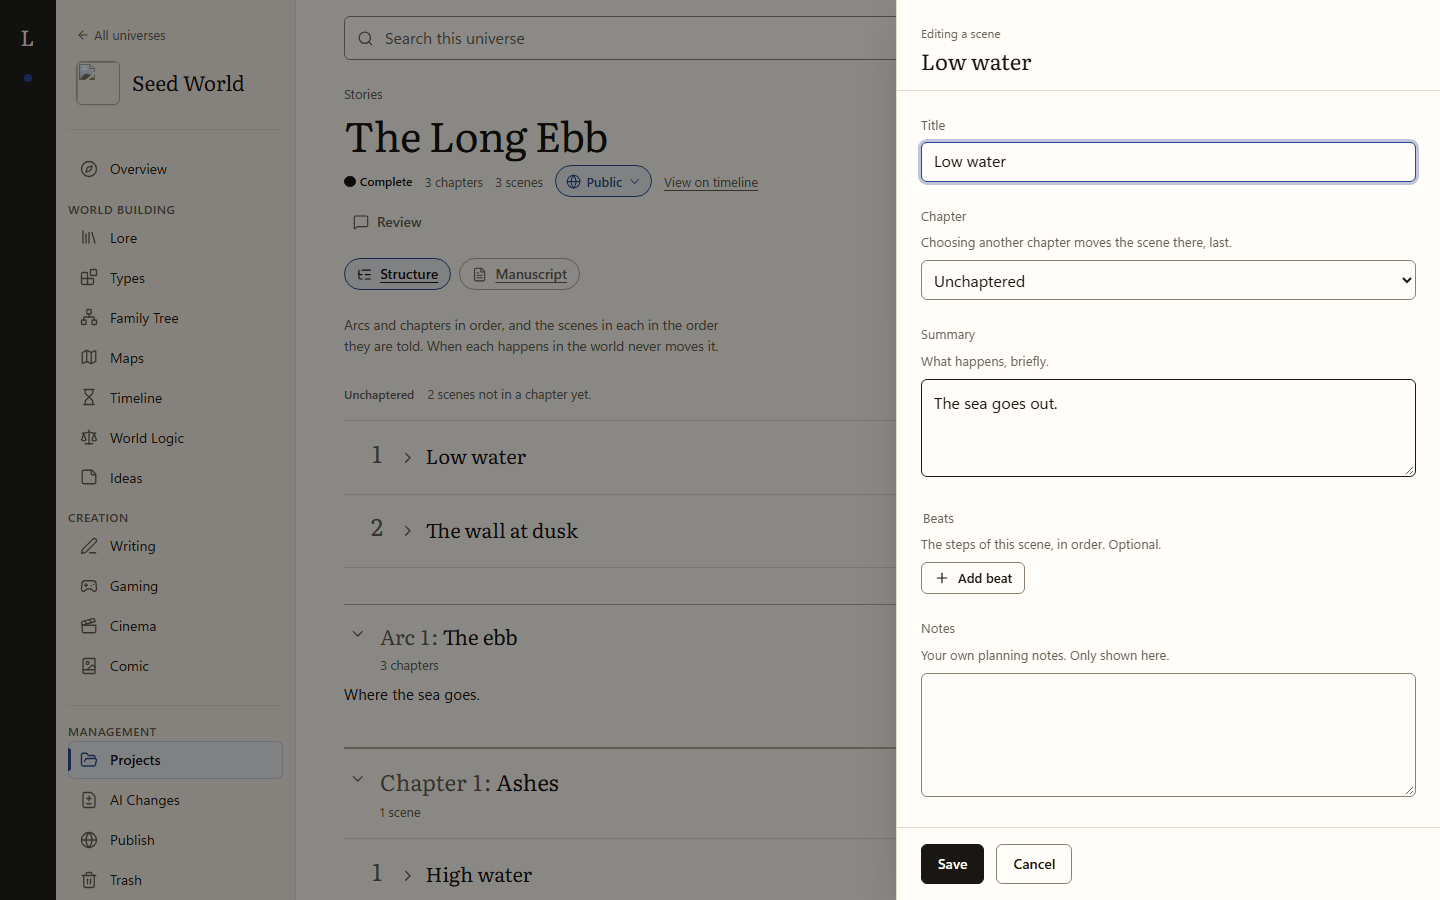 L
All universes
Seed World
Overview
WORLD BUILDING
Lore
Types
Family Tree
Maps
Timeline
World Logic
Ideas
CREATION
Writing
Gaming
Cinema
Comic
MANAGEMENT
Projects
AI Changes
Publish
Trash
Search this universe
Stories
The Long Ebb
Complete 3 chapters 3 scenes Public View on timeline
Review
Structure Manuscript
Arcs and chapters in order, and the scenes in each in the order
they are told. When each happens in the world never moves it.
Unchaptered 2 scenes not in a chapter yet.
1 Low water
2 The wall at dusk
Arc 1: The ebb
3 chapters
Where the sea goes.
Chapter 1: Ashes
1 scene
1 High water
Editing a scene
Low water
Title
Low water
Chapter
Choosing another chapter moves the scene there, last.
Unchaptered
Summary
What happens, briefly.
The sea goes out.
Beats
The steps of this scene, in order. Optional.
Add beat
Notes
Your own planning notes. Only shown here.
Save Cancel